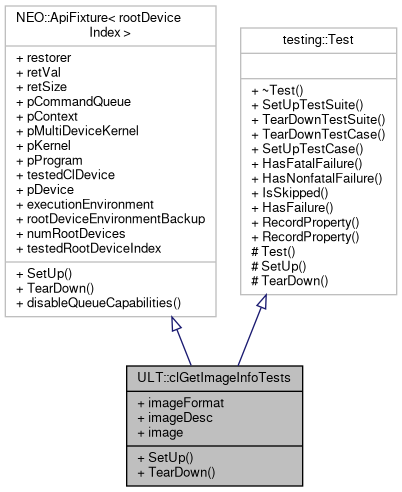 NEO::ApiFixture< rootDevice
Index >
+ restorer
+ retVal
+ retSize
+ pCommandQueue
+ pContext
+ pMultiDeviceKernel
+ pKernel
+ pProgram
+ testedClDevice
+ pDevice
+ executionEnvironment
+ rootDeviceEnvironmentBackup
+ numRootDevices
+ testedRootDeviceIndex
+ SetUp()
+ TearDown()
+ disableQueueCapabilities()
testing::Test
+ ~Test()
+ SetUpTestSuite()
+ TearDownTestSuite()
+ TearDownTestCase()
+ SetUpTestCase()
+ HasFatalFailure()
+ HasNonfatalFailure()
+ IsSkipped()
+ HasFailure()
+ RecordProperty()
+ RecordProperty()
# Test()
# SetUp()
# TearDown()
ULT::clGetImageInfoTests
+ imageFormat
+ imageDesc
+ image
+ SetUp()
+ TearDown()